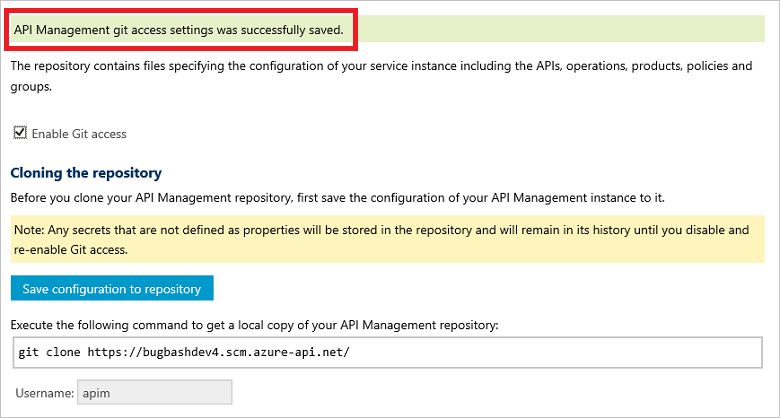 API Management git access settings was successfully saved.
The repository contains files specifying the configuration of your service instance including the APIs, operations, products, policies and
groups.
Enable Git access
Cloning the repository
Before you clone your API Management repository, first save the configuration of your API Management instance to it.
Note: Any secrets that are not defined as properties will be stored in the repository and will remain in its history until you disable and
re-enable Git access.
Save configuration to repository
Execute the following command to get a local copy of your API Management repository:
git clone https://bugbashdev4.scm.azure-api.net/
Username: apim